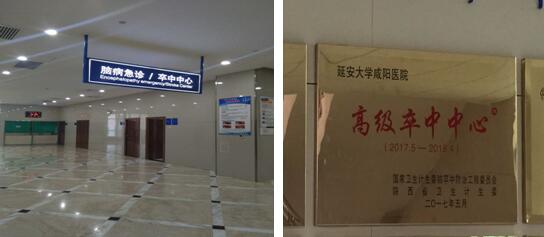 脑病急诊 / 卒中中心
Encephalopathy emergency/Stroke Center
延安大学咸阳医院
高级卒中中心
(2017.5—2018.4)
国家卫生计生委脑卒中防治工程委员会
陕西省卫生计生委
二〇一七年五月